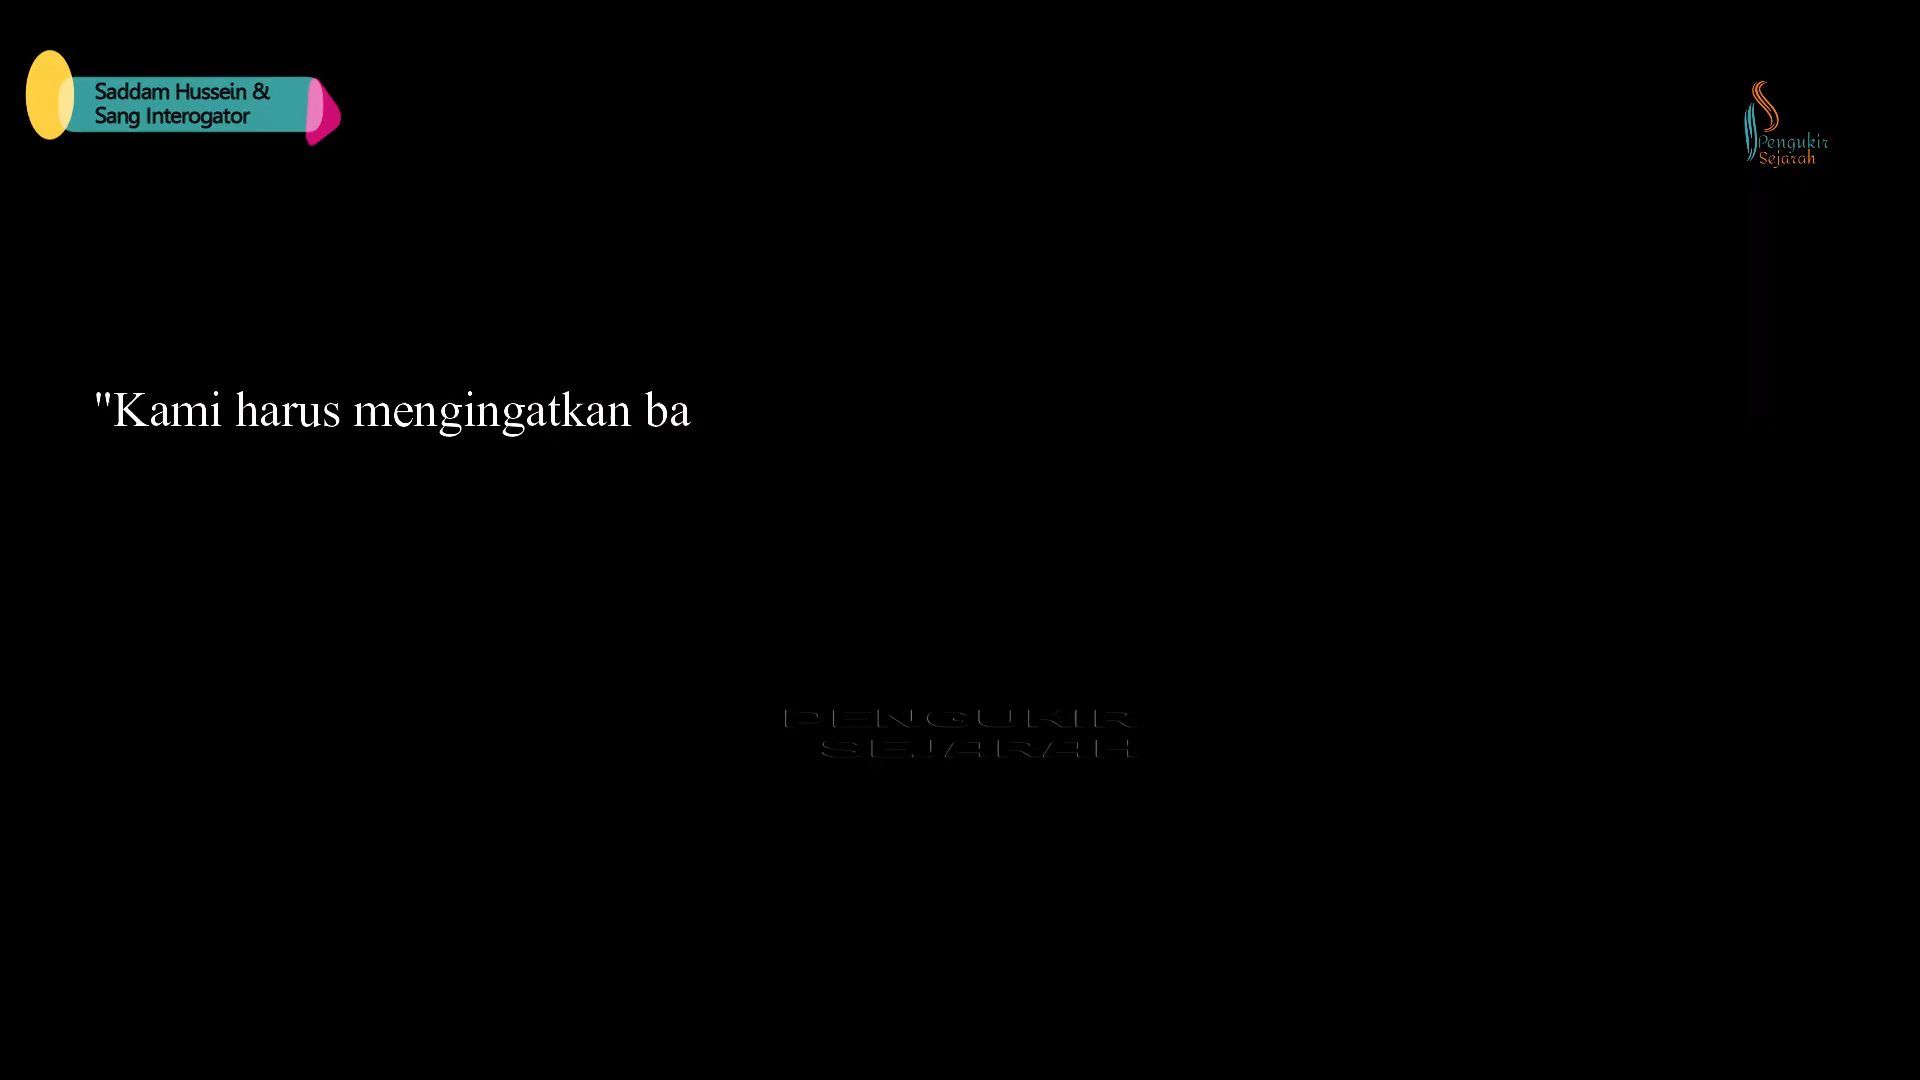 Saddam Hussein &
Sang Interogator
Pengukir
Sejarah
"Kami harus mengingatkan ba
PENGUKIR
SEJARAH